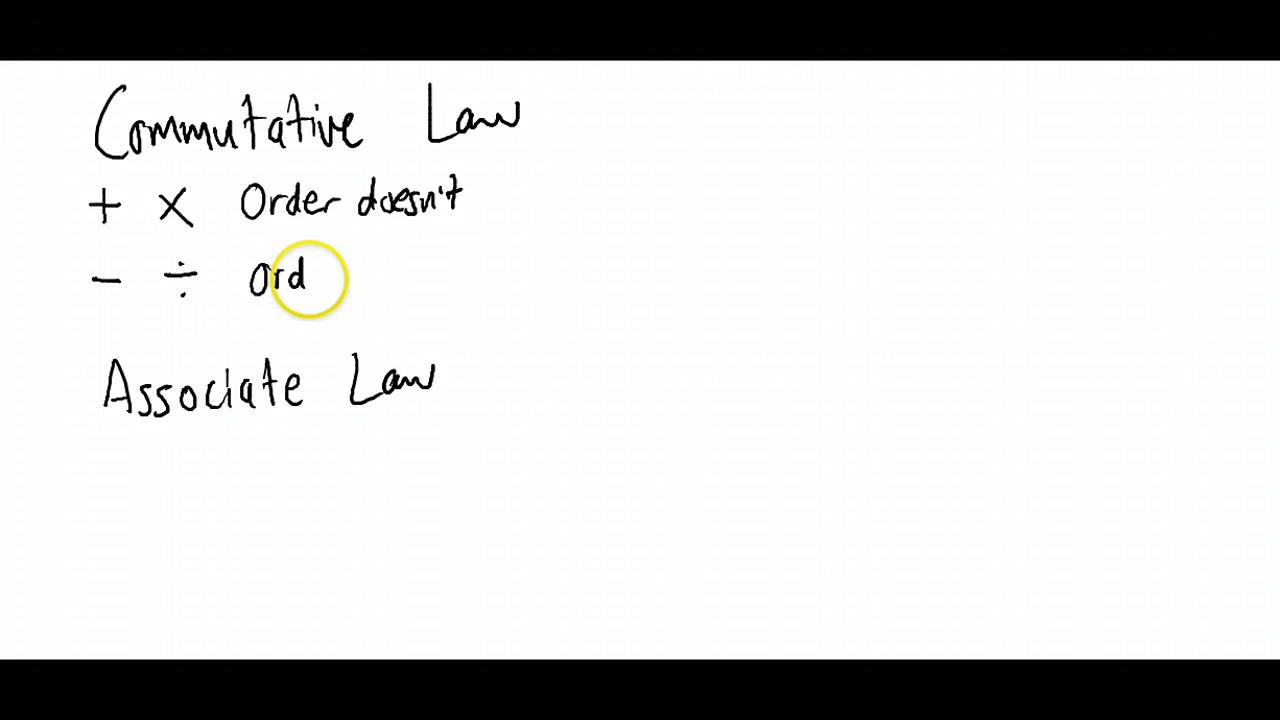 Commutative Law
+ × Order doesn't
- ÷ Ord
Associate Law